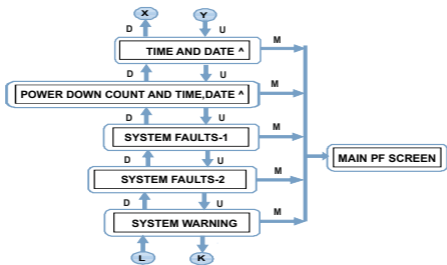 X Y
D U
TIME AND DATE ^ M
D U
POWER DOWN COUNT AND TIME,DATE ^ M
D U
SYSTEM FAULTS-1 M
MAIN PF SCREEN
D U
SYSTEM FAULTS-2 M
D U
SYSTEM WARNING M
L K